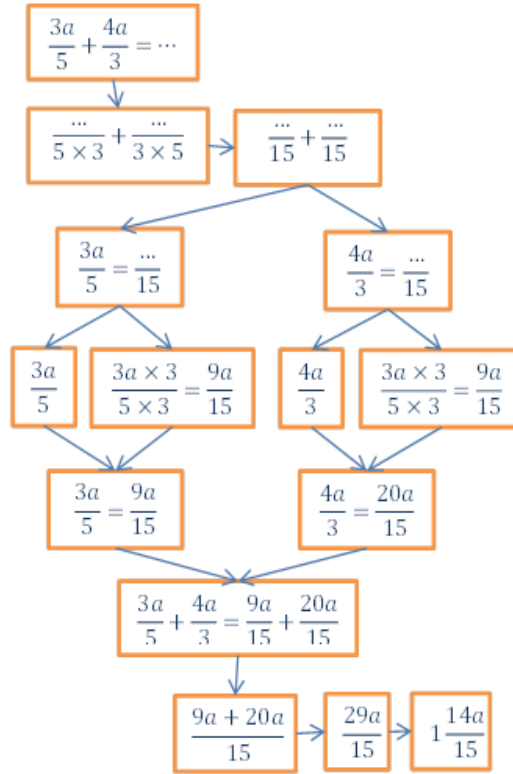 3a/5 + 4a/3 = ⋯
.../(5 × 3) + .../(3 × 5)
.../15 + .../15
3a/5 = .../15
4a/3 = .../15
3a/5
(3a × 3)/(5 × 3) = 9a/15
4a/3
(3a × 3)/(5 × 3) = 9a/15
3a/5 = 9a/15
4a/3 = 20a/15
3a/5 + 4a/3 = 9a/15 + 20a/15
(9a + 20a)/15
29a/15
1 14a/15